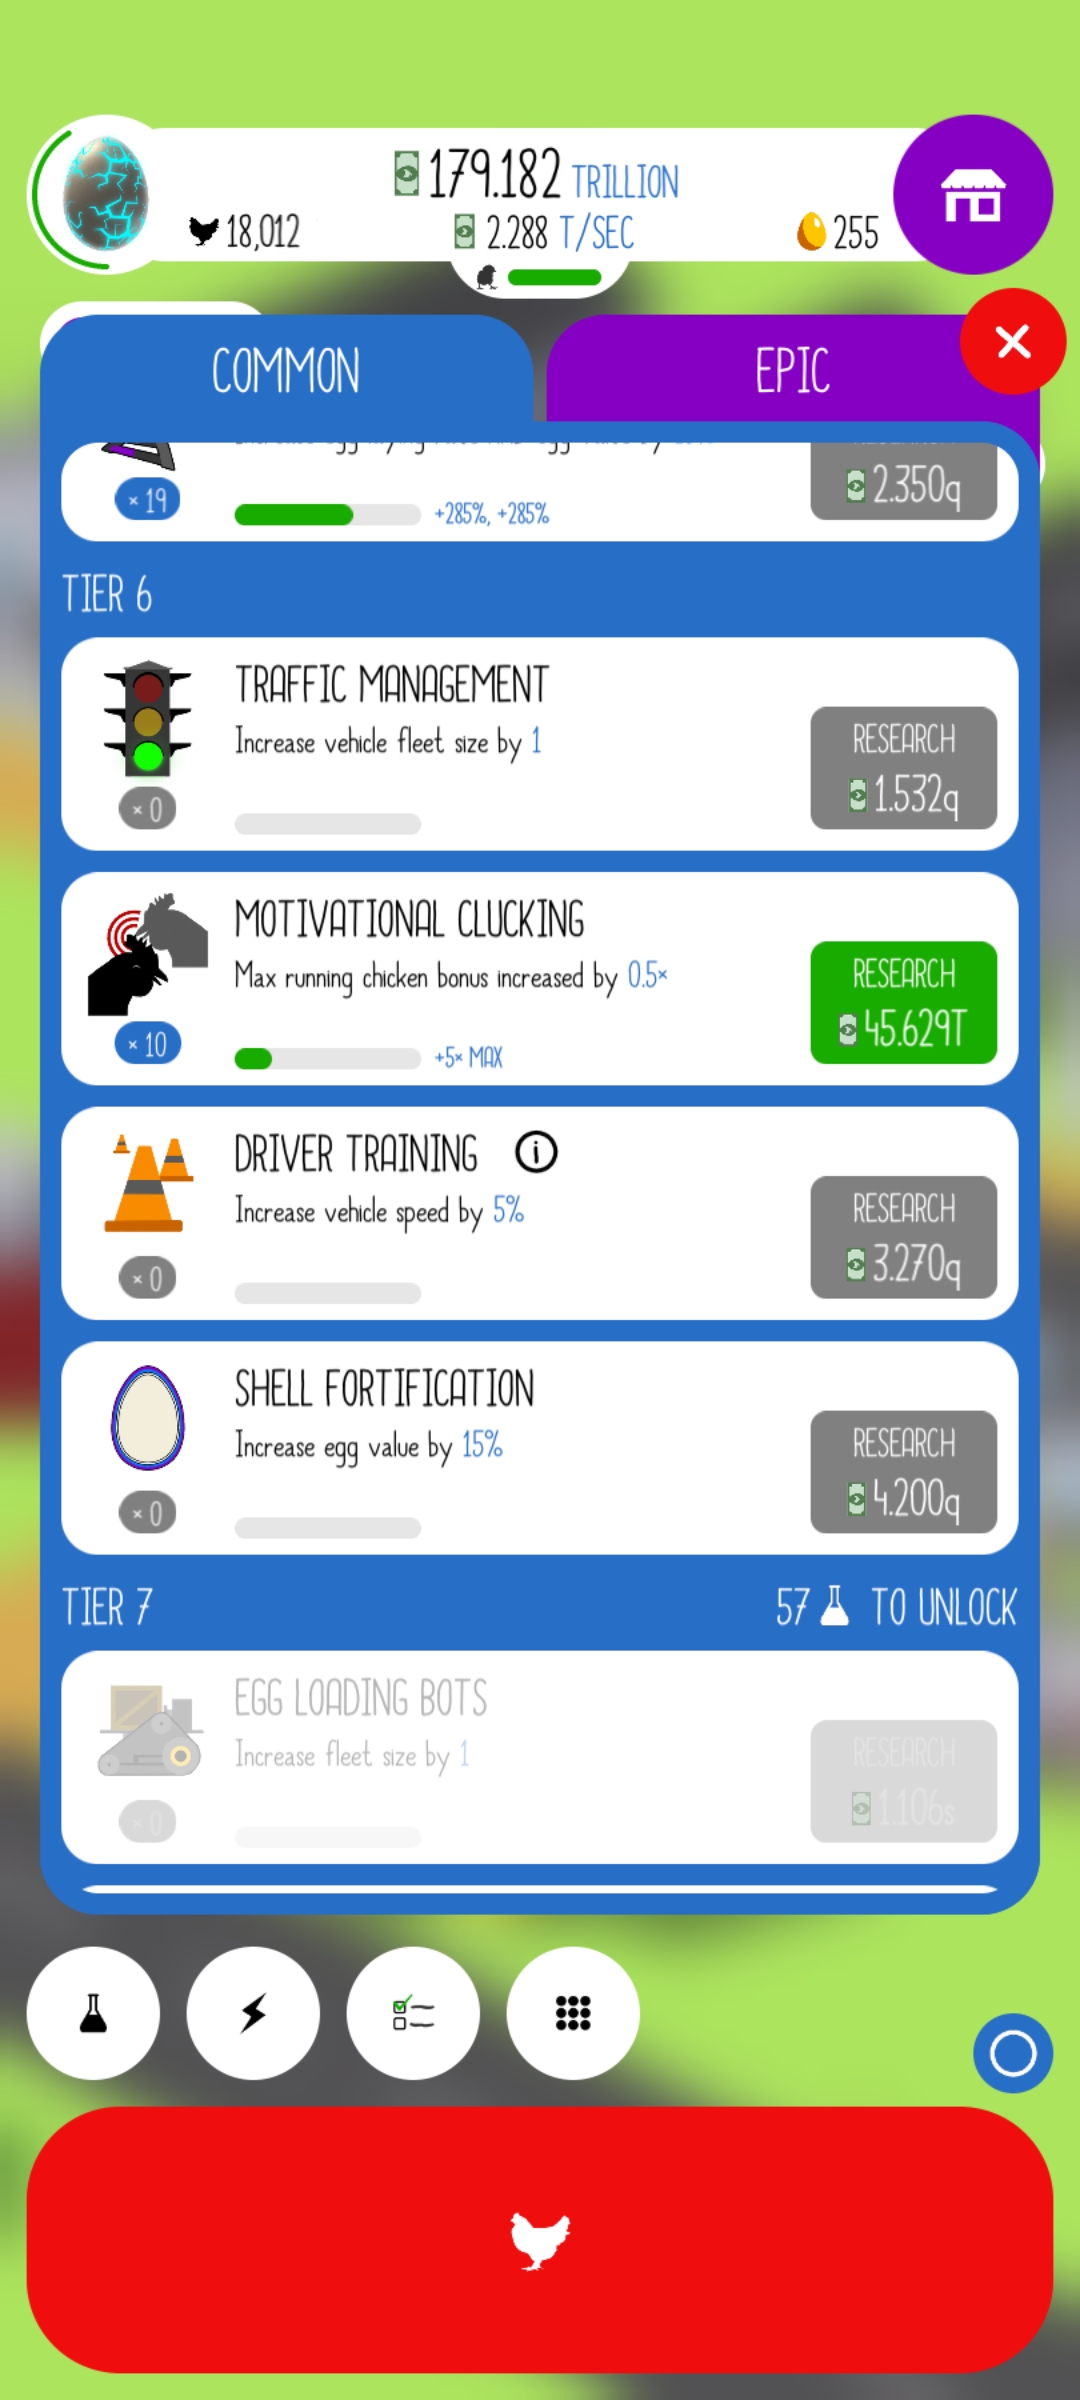 179.182 TRILLION
18,012
2.288 T/SEC
255
COMMON
EPIC
× 19
+285%, +285%
2.350q
TIER 6
TRAFFIC MANAGEMENT
Increase vehicle fleet size by 1
× 0
RESEARCH
1.532q
MOTIVATIONAL CLUCKING
Max running chicken bonus increased by 0.5×
× 10
+5× MAX
RESEARCH
45.629T
DRIVER TRAINING i
Increase vehicle speed by 5%
× 0
RESEARCH
3.270q
SHELL FORTIFICATION
Increase egg value by 15%
× 0
RESEARCH
4.200q
TIER 7
57 TO UNLOCK
EGG LOADING BOTS
Increase fleet size by 1
× 0
RESEARCH
1.106s